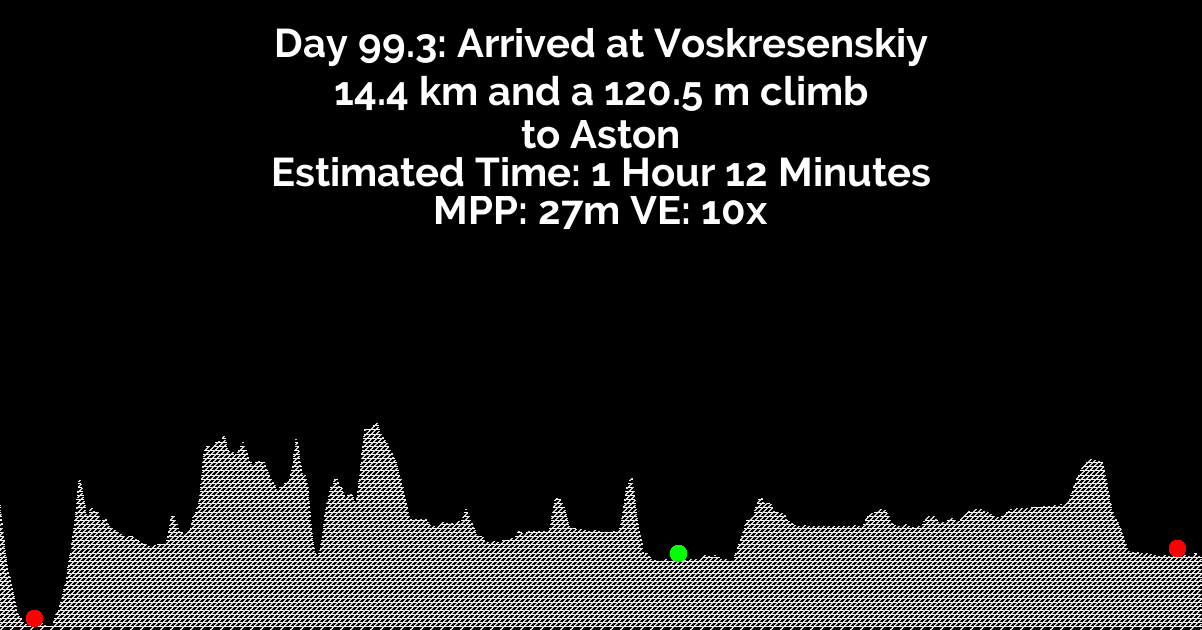 Day 99.3: Arrived at Voskresenskiy
14.4 km and a 120.5 m climb
to Aston
Estimated Time: 1 Hour 12 Minutes
MPP: 27m VE: 10x